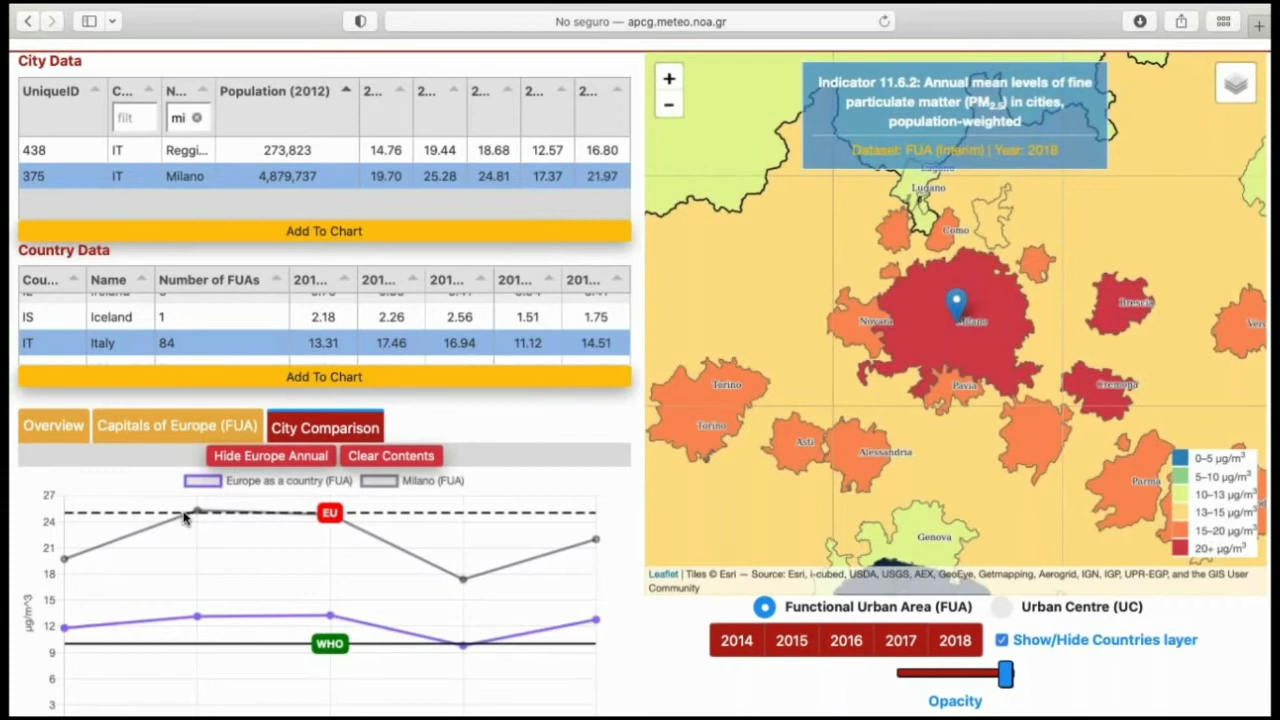 No seguro — apcg.meteo.noa.gr
City Data
UniqueID C... N... Population (2012) 2... 2... 2... 2... 2...
filt mi
438 IT Reggi... 273,823 14.76 19.44 18.68 12.57 16.80
375 IT Milano 4,879,737 19.70 25.28 24.81 17.37 21.97
Add To Chart
Country Data
Cou... Name Number of FUAs 201... 201... 201... 201... 201...
IS Iceland 1 2.18 2.26 2.56 1.51 1.75
IT Italy 84 13.31 17.46 16.94 11.12 14.51
Add To Chart
Overview Capitals of Europe (FUA) City Comparison
Hide Europe Annual Clear Contents
Europe as a country (FUA) Milano (FUA)
27
24
21
18
15
12
9
3
µg/m^3
EU
WHO
+
−
Indicator 11.6.2: Annual mean levels of fine
particulate matter (PM2.5) in cities,
population-weighted
Dataset: FUA (Interim) | Year: 2018
Lugano
Lugano
Como
Novara
Milano
Brescia
Ver
Torino
Pavia
Cremona
Torino
Asti
Alessandria
Parma
Genova
0–5 µg/m³
5–10 µg/m³
10–13 µg/m³
13–15 µg/m³
15–20 µg/m³
20+ µg/m³
Leaflet | Tiles © Esri — Source: Esri, i-cubed, USDA, USGS, AEX, GeoEye, Getmapping, Aerogrid, IGN, IGP, UPR-EGP, and the GIS User
Community
Functional Urban Area (FUA) Urban Centre (UC)
2014 2015 2016 2017 2018 Show/Hide Countries layer
Opacity